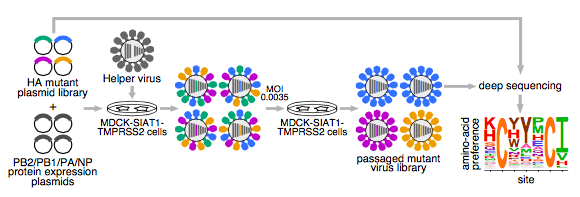 HA mutant
plasmid library
+
PB2/PB1/PA/NP
protein expression
plasmids
Helper virus
MDCK-SIAT1-
TMPRSS2 cells
MOI
0.0035
MDCK-SIAT1-
TMPRSS2 cells
passaged mutant
virus library
deep sequencing
amino-acid
preference
site